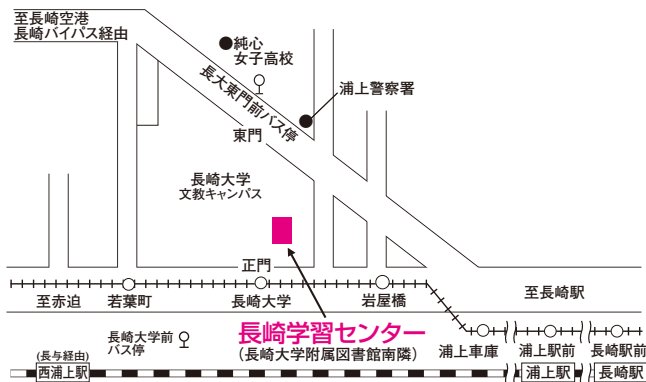 至長崎空港
長崎バイパス経由
純心
女子高校
長大東門前バス停
浦上警察署
東門
長崎大学
文教キャンパス
正門
至赤迫
若葉町
長崎大学
岩屋橋
至長崎駅
長崎学習センター
(長崎大学附属図書館南隣)
長崎大学前
バス停
浦上車庫
浦上駅前
長崎駅前
(長与経由)
西浦上駅
浦上駅
長崎駅